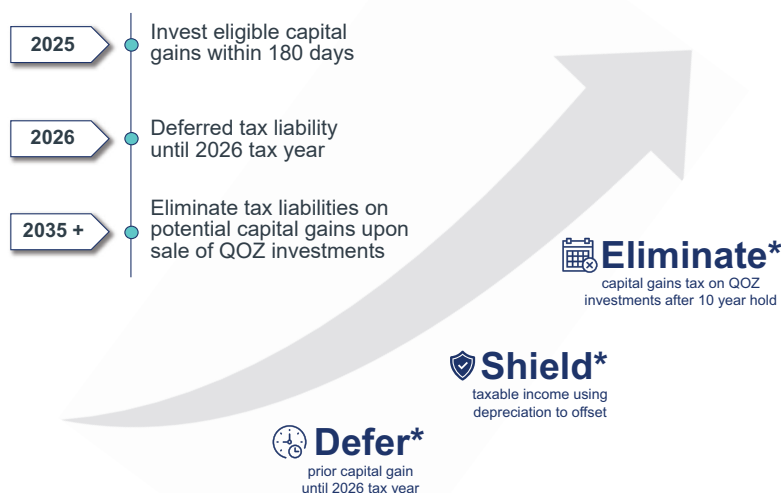 2025
Invest eligible capital
gains within 180 days
2026
Deferred tax liability
until 2026 tax year
2035 +
Eliminate tax liabilities on
potential capital gains upon
sale of QOZ investments
Eliminate*
capital gains tax on QOZ
investments after 10 year hold
Shield*
taxable income using
depreciation to offset
Defer*
prior capital gain
until 2026 tax year